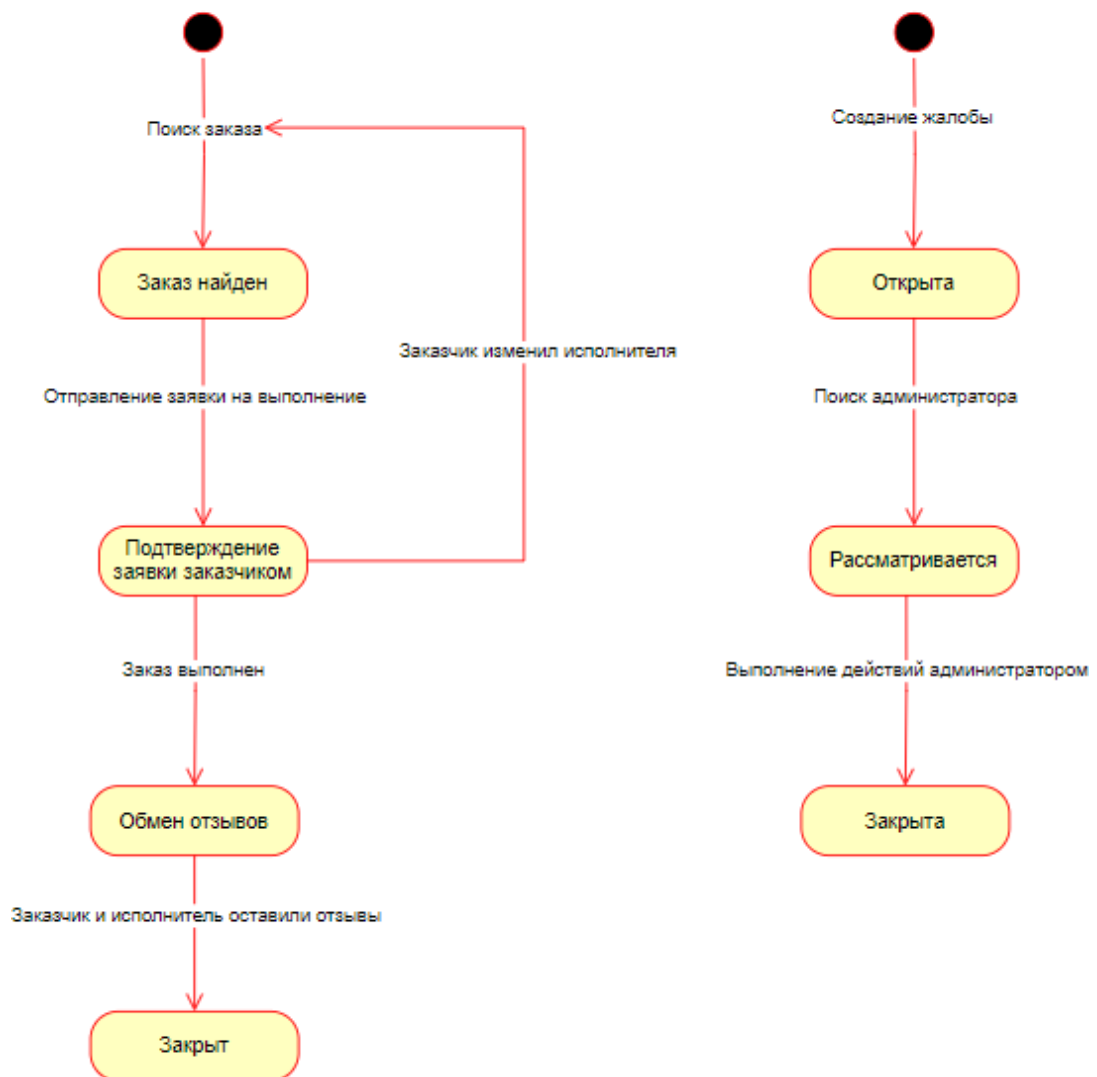 Поиск заказа
Заказ найден
Отправление заявки на выполнение
Заказчик изменил исполнителя
Подтверждение
заявки заказчиком
Заказ выполнен
Обмен отзывов
Заказчик и исполнитель оставили отзывы
Закрыт
Создание жалобы
Открыта
Поиск администратора
Рассматривается
Выполнение действий администратором
Закрыта